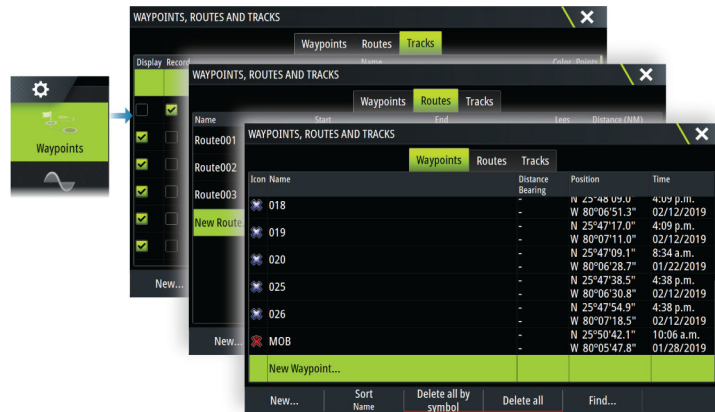 WAYPOINTS, ROUTES AND TRACKS
Waypoints Routes Tracks
Display Record Name Color Points
New...
Waypoints
WAYPOINTS, ROUTES AND TRACKS
Waypoints Routes Tracks
Name Start End Legs Distance (NM)
Route001
Route002
Route003
New Route
New...
WAYPOINTS, ROUTES AND TRACKS
Waypoints Routes Tracks
Icon Name Distance Position Time
Bearing
018 - N 25°48'09.0" 4:09 p.m.
- W 80°06'51.3" 02/12/2019
019 - N 25°47'17.0" 4:09 p.m.
- W 80°07'11.0" 02/12/2019
020 - N 25°47'09.1" 8:34 a.m.
- W 80°06'28.7" 01/22/2019
025 - N 25°47'38.5" 4:38 p.m.
- W 80°06'30.8" 02/12/2019
026 - N 25°47'54.9" 4:38 p.m.
- W 80°07'18.5" 02/12/2019
MOB - N 25°50'42.1" 10:06 a.m.
- W 80°05'47.8" 01/28/2019
New Waypoint...
New... Sort Delete all by Delete all Find...
Name symbol